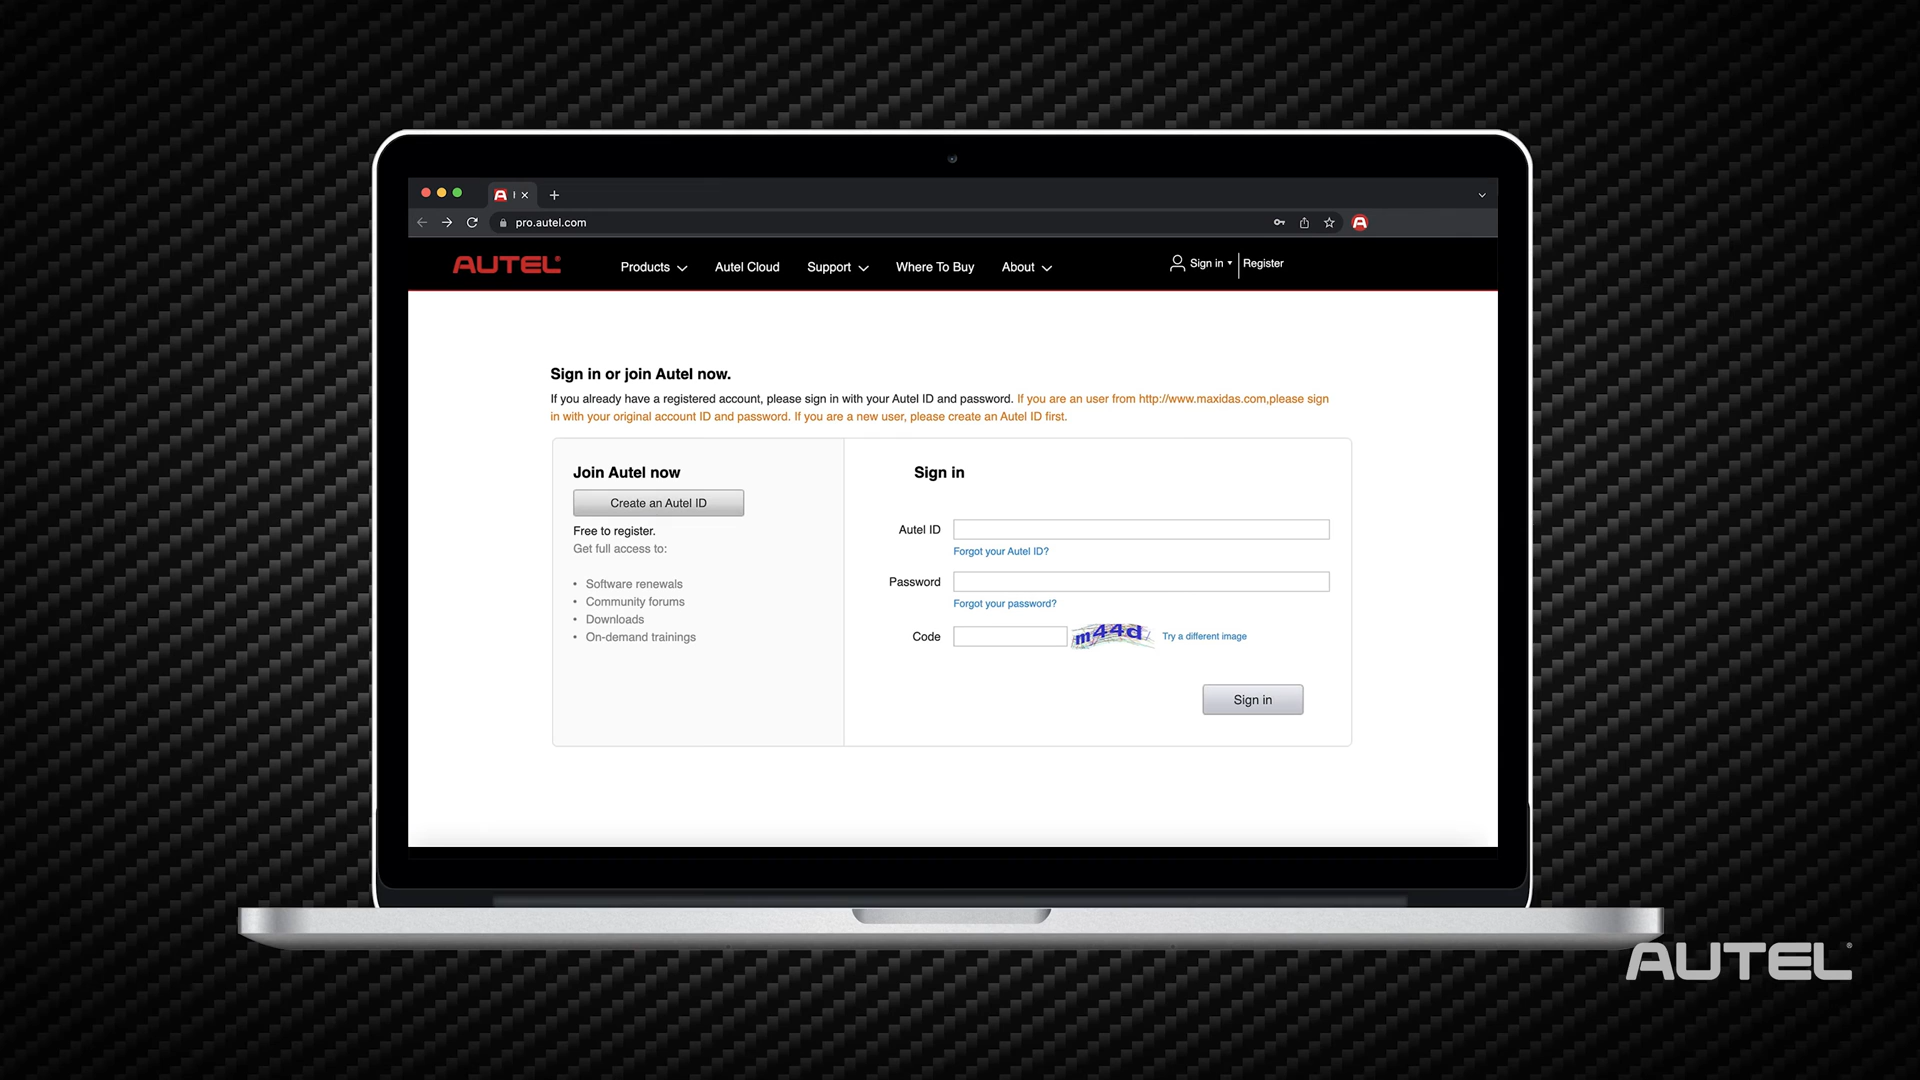 pro.autel.com
AUTEL
Products
Autel Cloud
Support
Where To Buy
About
Sign in
Register
Sign in or join Autel now.
If you already have a registered account, please sign in with your Autel ID and password. If you are an user from http://www.maxidas.com,please sign
in with your original account ID and password. If you are a new user, please create an Autel ID first.
Join Autel now
Create an Autel ID
Free to register.
Get full access to:
• Software renewals
• Community forums
• Downloads
• On-demand trainings
Sign in
Autel ID
Forgot your Autel ID?
Password
Forgot your password?
Code
m44d
Try a different image
Sign in
AUTEL